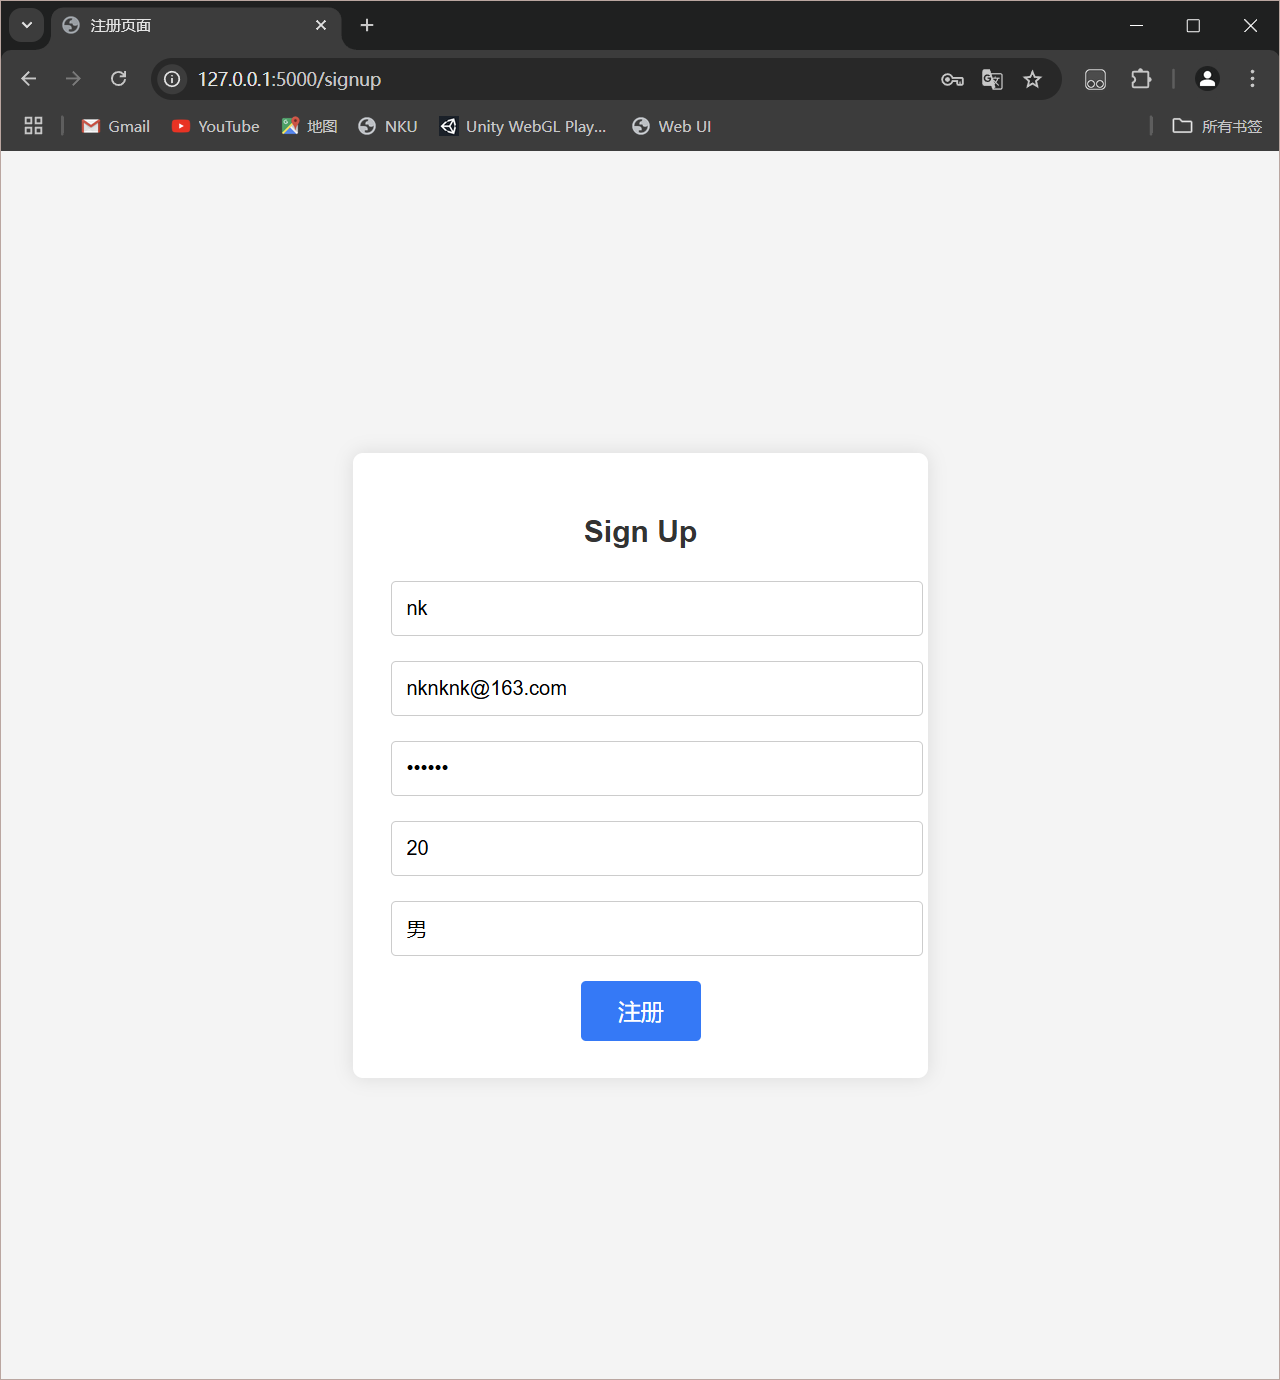 注册页面
127.0.0.1:5000/signup
Gmail YouTube 地图 NKU Unity WebGL Play... Web UI 所有书签
Sign Up
nk
nknknk@163.com
••••••
20
男
注册